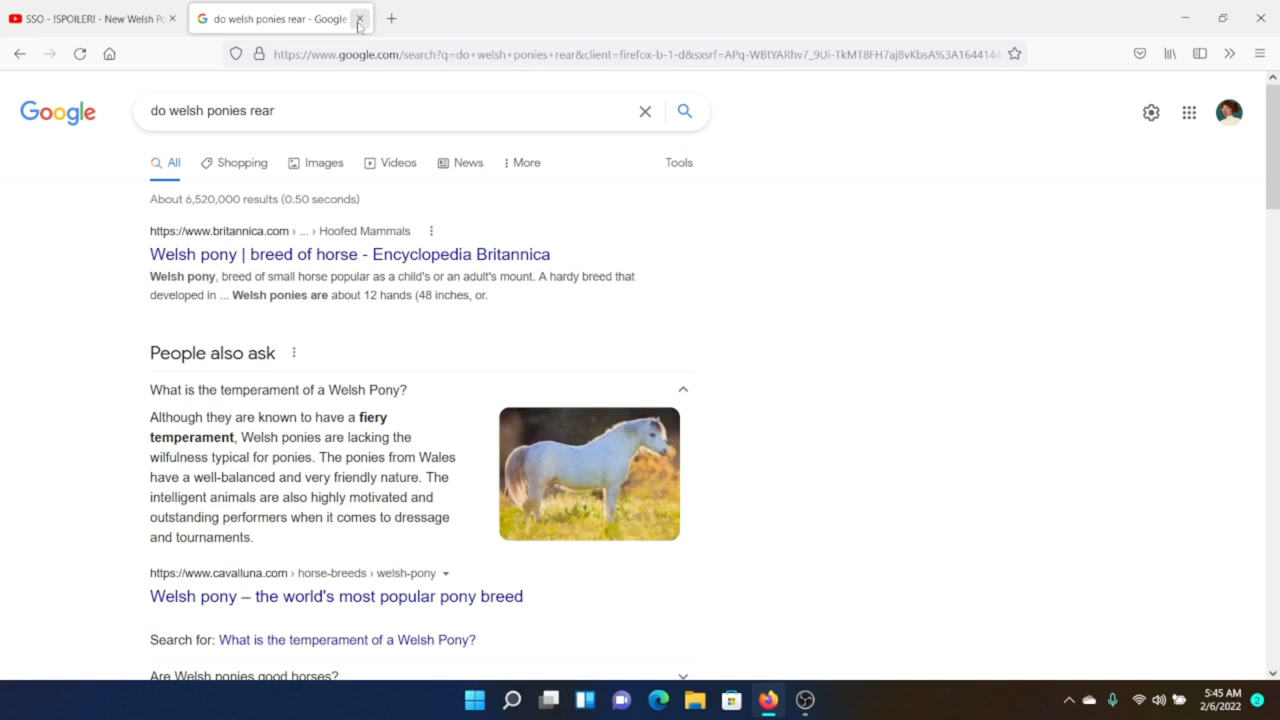 SSO - !SPOILER! - New Welsh Po
do welsh ponies rear - Google
https://www.google.com/search?q=do+welsh+ponies+rear&client=firefox-b-1-d&sxsrf=APq-WBtYARhv7_9Ui-TkMT8FH7aj8vKbsA%3A1644144
Google
do welsh ponies rear
All
Shopping
Images
Videos
News
More
Tools
About 6,520,000 results (0.50 seconds)
https://www.britannica.com › ... › Hoofed Mammals
Welsh pony | breed of horse - Encyclopedia Britannica
Welsh pony, breed of small horse popular as a child's or an adult's mount. A hardy breed that
developed in ... Welsh ponies are about 12 hands (48 inches, or.
People also ask
What is the temperament of a Welsh Pony?
Although they are known to have a fiery
temperament, Welsh ponies are lacking the
wilfulness typical for ponies. The ponies from Wales
have a well-balanced and very friendly nature. The
intelligent animals are also highly motivated and
outstanding performers when it comes to dressage
and tournaments.
https://www.cavalluna.com › horse-breeds › welsh-pony
Welsh pony – the world's most popular pony breed
Search for: What is the temperament of a Welsh Pony?
Are Welsh ponies good horses?
5:45 AM
2/6/2022
2